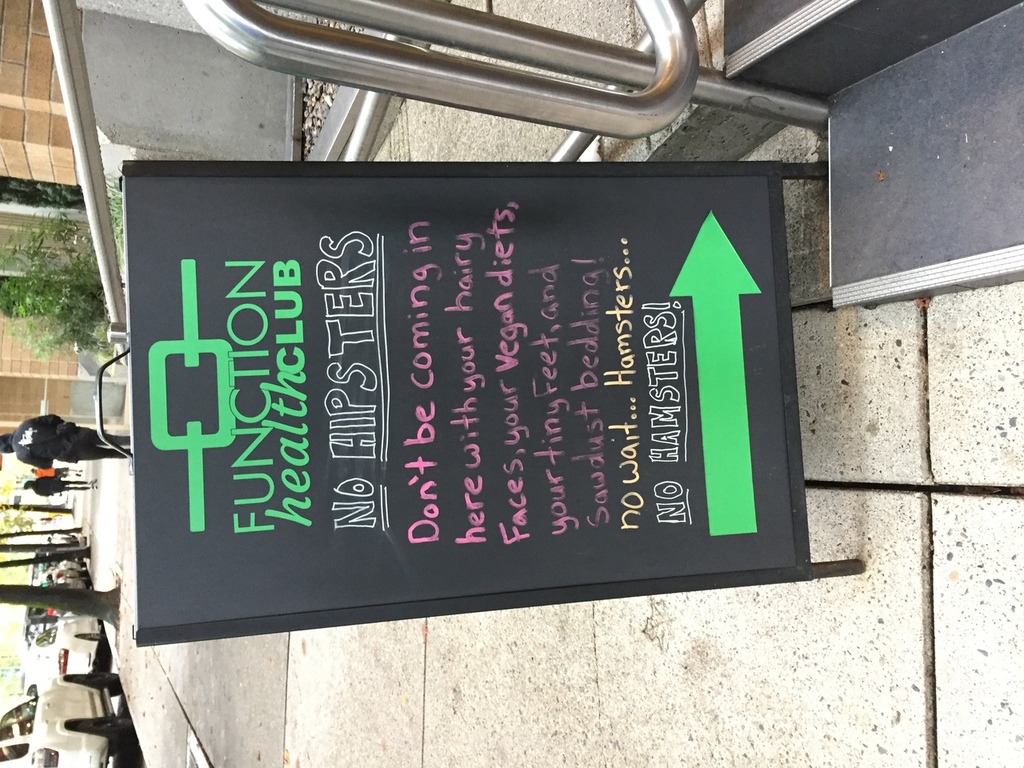 FUNCTION
healthCLUB
NO HIPSTERS
Don't be coming in
here with your hairy
Faces, your vegan diets,
your tiny feet, and
sawdust bedding!
no wait... Hamsters...
NO HAMSTERS!